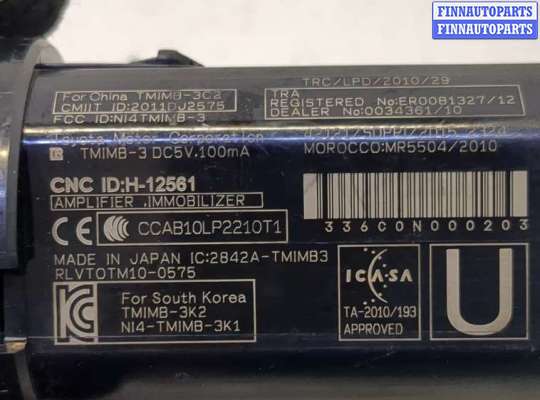 FINNAUTOPARTS
FINNAUTOPARTS
For China TMIMB-3C2
CMIIT ID:2011DJ2575
FCC ID:NI4TMIMB-3
Toyota Motor Corporation
TMIMB-3 DC5V.100mA
CNC ID:H-12561
AMPLIFIER .IMMOBILIZER
CE CCC CCAB10LP2210T1
MADE IN JAPAN IC:2842A-TMIMB3
RLVTOTM10-0575
For South Korea
TMIMB-3K2
NI4-TMIMB-3K1
TRC/LPD/2010/29
TRA
REGISTERED No:ER0081327/12
DEALER No:0034361/10
MOROCCO:MR5504/2010
336C0N000203
ICASA
TA-2010/193
APPROVED
U